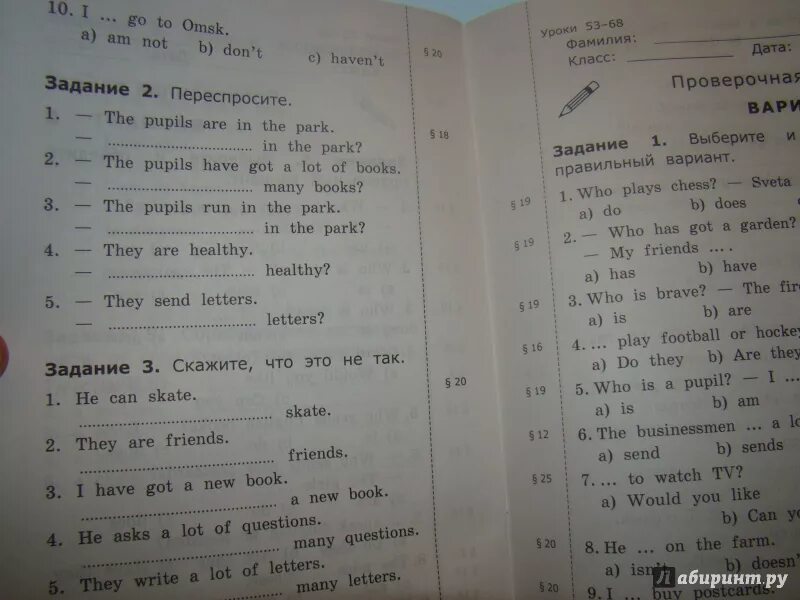 10. I ... go to Omsk.
a) am not b) don't c) haven't
§ 20
Задание 2. Переспросите.
1. — The pupils are in the park.
§ 18
— .............................. in the park?
2. — The pupils have got a lot of books.
— .............................. many books?
3. — The pupils run in the park.
— .............................. in the park?
4. — They are healthy.
— .............................. healthy?
5. — They send letters.
— .............................. letters?
Задание 3. Скажите, что это не так.
§ 20
1. He can skate.
.............................. skate.
2. They are friends.
.............................. friends.
3. I have got a new book.
.............................. a new book.
4. He asks a lot of questions.
.............................. many questions.
5. They write a lot of letters.
.............................. many letters.
Уроки 53–68
Фамилия:
Класс: Дата:
Проверочная
Задание 1. Выберите и
правильный вариант.
§ 19
1. Who plays chess? — Sveta
a) do b) does
§ 19
2. — Who has got a garden?
— My friends ... .
a) has b) have
§ 19
3. Who is brave? — The
a) is b) are
§ 16
4. ... play football or hockey
a) Do they b) Are they
§ 19
5. Who is a pupil? — I ...
a) is b) am
§ 12
6. The businessmen ... a
a) send b) sends
§ 25
7. ... to watch TV?
a) Would you like
b) Can
§ 20
8. He ... on the farm.
a) isn't b) doesn'
§ 20
9. I ... buy postcards.
Лабиринт.ру